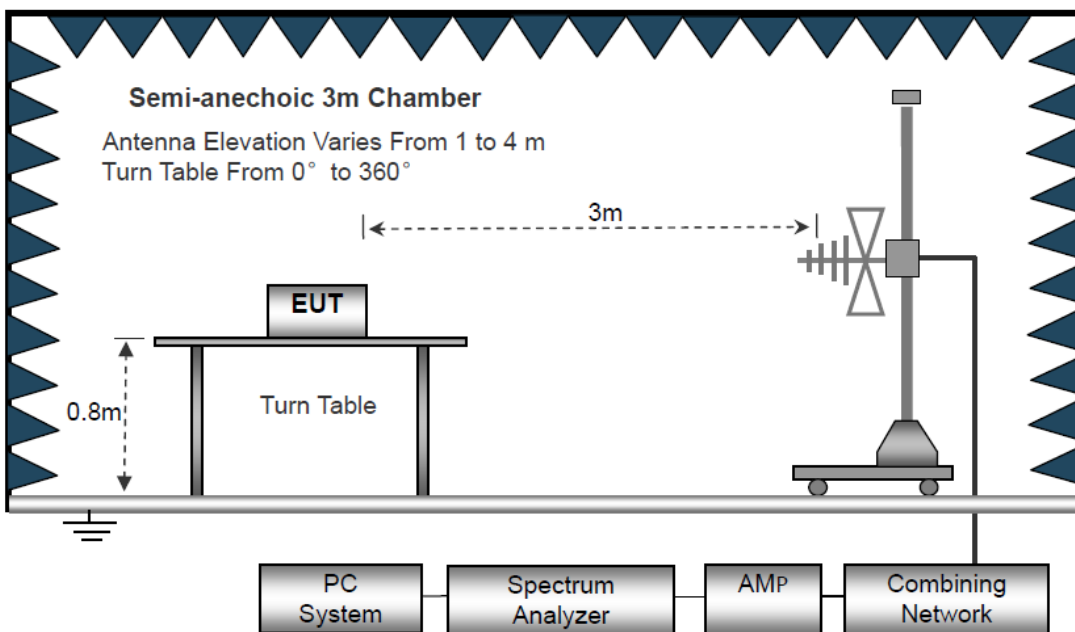 Semi-anechoic 3m Chamber
Antenna Elevation Varies From 1 to 4 m
Turn Table From 0° to 360°
3m
EUT
0.8m
Turn Table
PC
System
Spectrum
Analyzer
AMP
Combining
Network